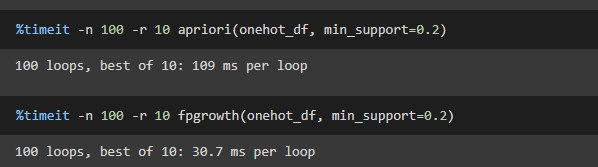 %timeit -n 100 -r 10 apriori(onehot_df, min_support=0.2)
100 loops, best of 10: 109 ms per loop
%timeit -n 100 -r 10 fpgrowth(onehot_df, min_support=0.2)
100 loops, best of 10: 30.7 ms per loop